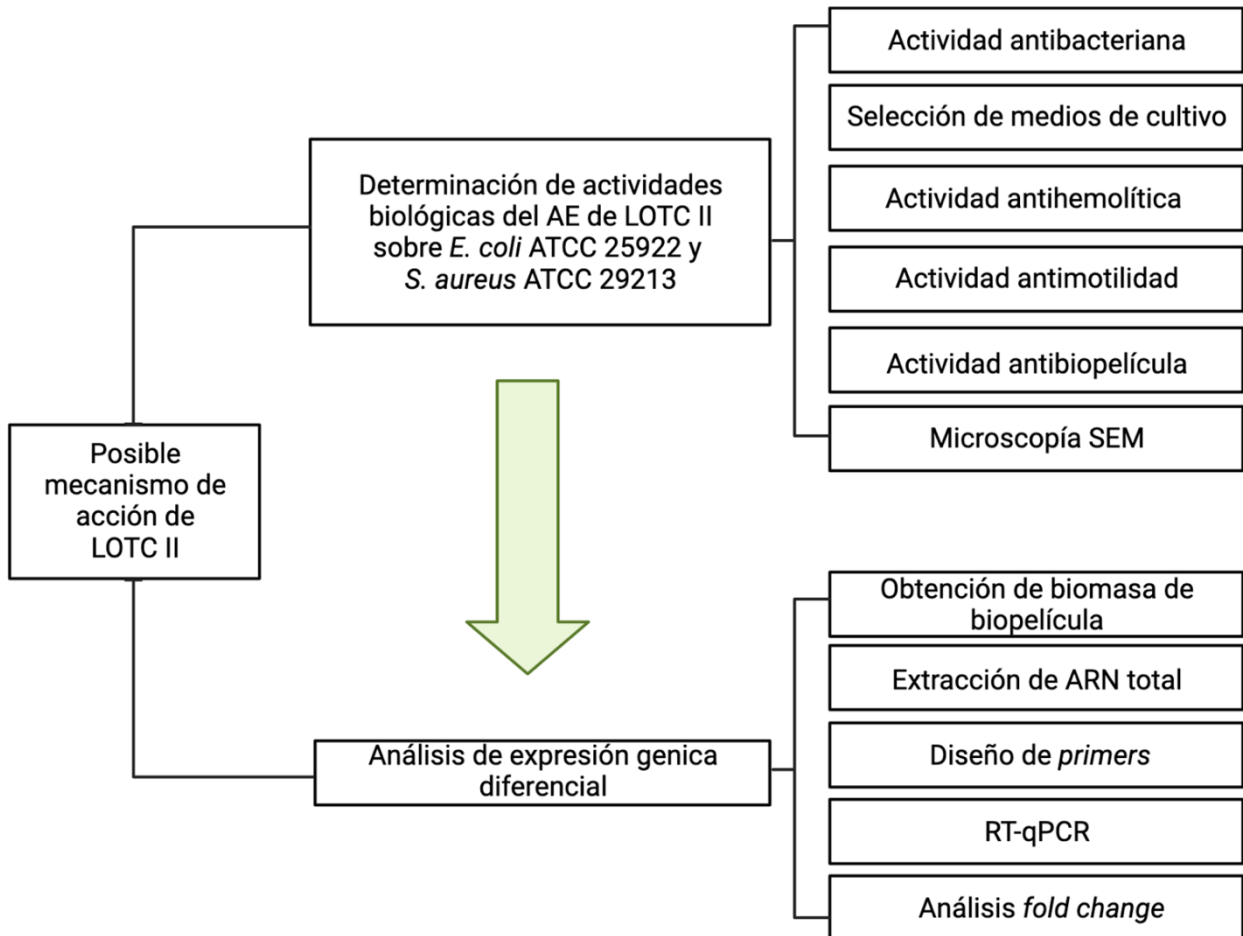 Posible
mecanismo de
acción de
LOTC II
Determinación de actividades
biológicas del AE de LOTC II
sobre E. coli ATCC 25922 y
S. aureus ATCC 29213
Actividad antibacteriana
Selección de medios de cultivo
Actividad antihemolítica
Actividad antimotilidad
Actividad antibiopelícula
Microscopía SEM
Análisis de expresión genica
diferencial
Obtención de biomasa de
biopelícula
Extracción de ARN total
Diseño de primers
RT-qPCR
Análisis fold change